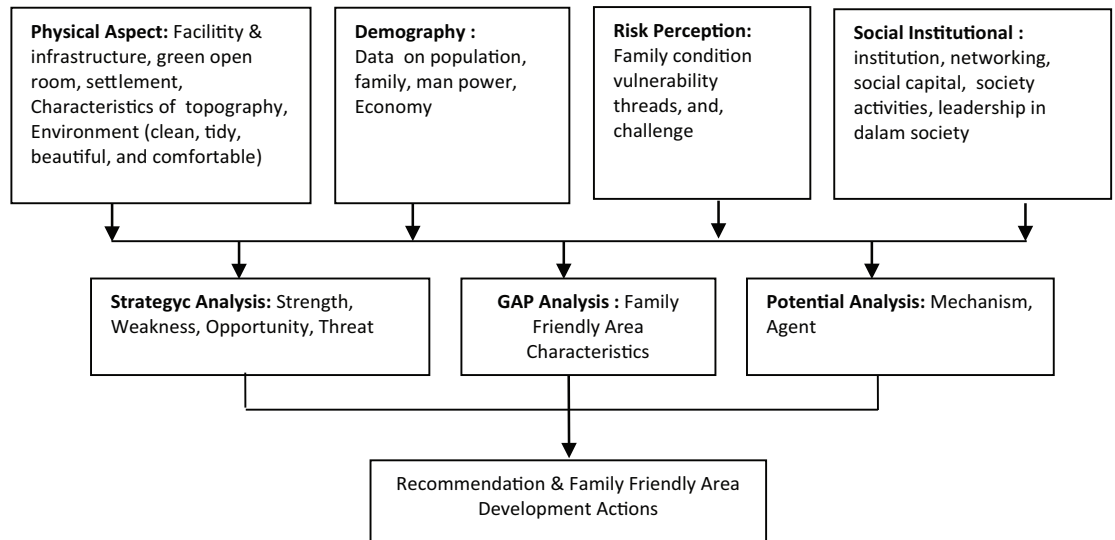 Physical Aspect: Facilitity &
infrastructure, green open
room, settlement,
Characteristics of  topography,
Environment (clean, tidy,
beautiful, and comfortable)
Demography :
Data  on population,
family, man power,
Economy
Risk Perception:
Family condition
vulnerability
threads, and,
challenge
Social Institutional :
institution, networking,
social capital,  society
activities, leadership in
dalam society
Strategyc Analysis: Strength,
Weakness, Opportunity, Threat
GAP Analysis : Family
Friendly Area
Characteristics
Potential Analysis: Mechanism,
Agent
Recommendation & Family Friendly Area
Development Actions